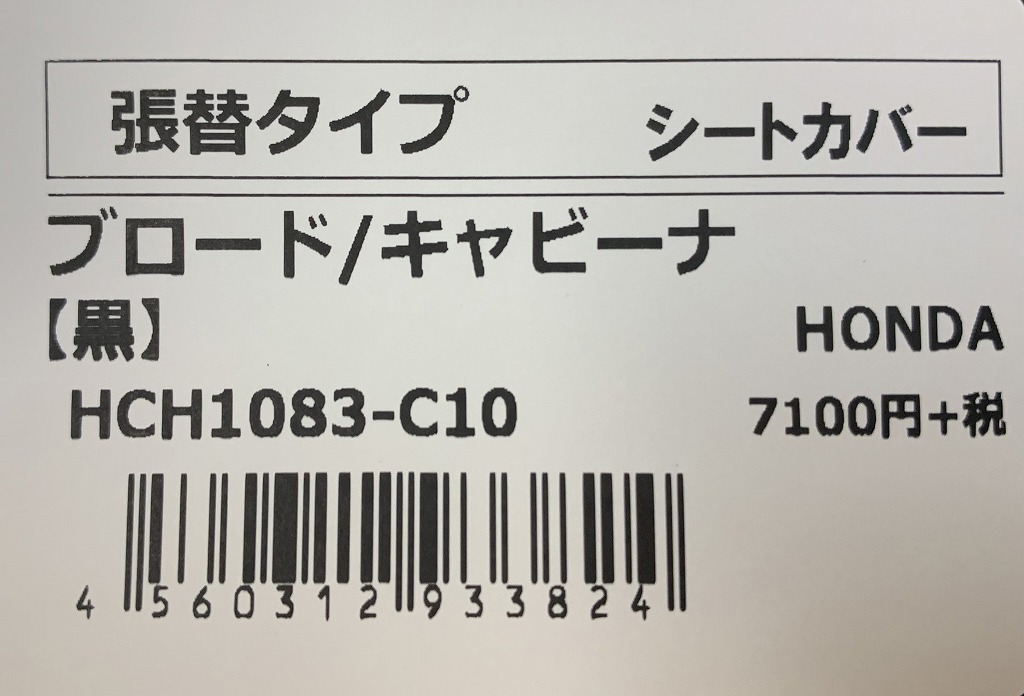 張替タイプ シートカバー
ブロード/キャビーナ
【黒】 HONDA
HCH1083-C10 7100円+税
4 560312 933824